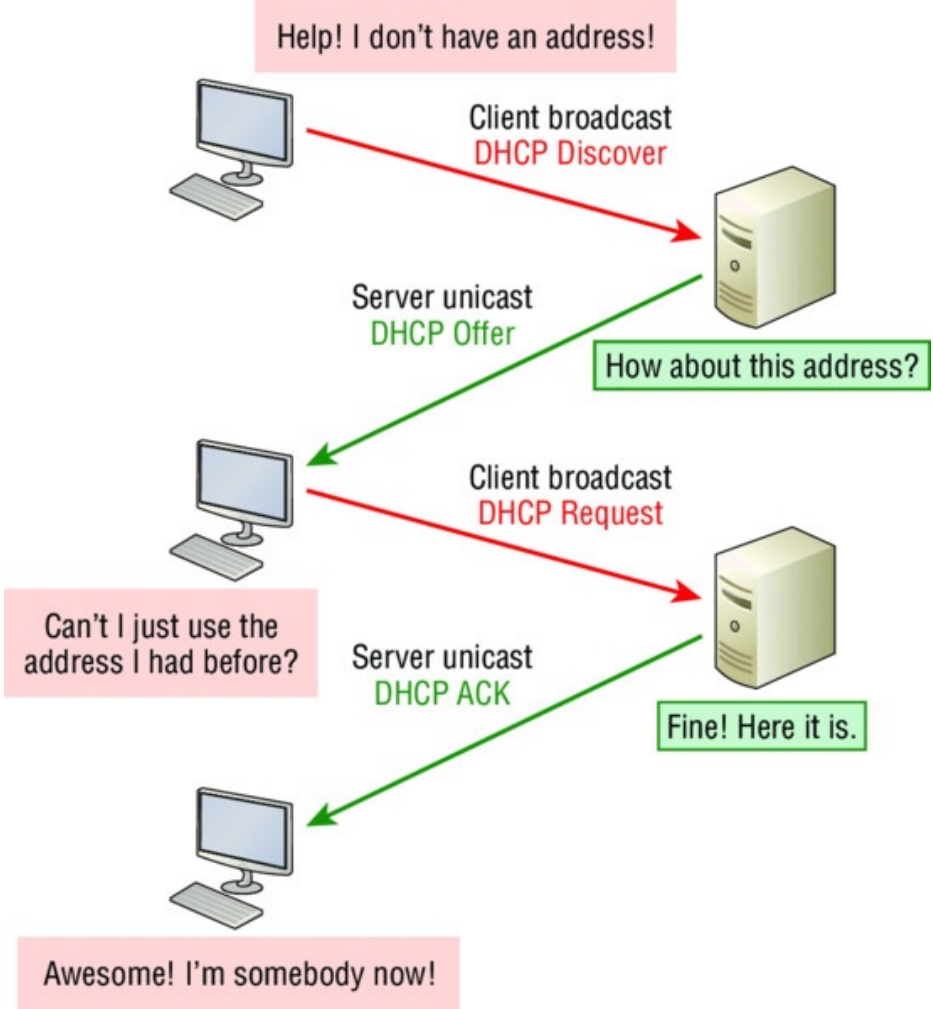 Help! I don't have an address!
Client broadcast
DHCP Discover
Server unicast
DHCP Offer
How about this address?
Client broadcast
DHCP Request
Can't I just use the
address I had before?
Server unicast
DHCP ACK
Fine! Here it is.
Awesome! I'm somebody now!